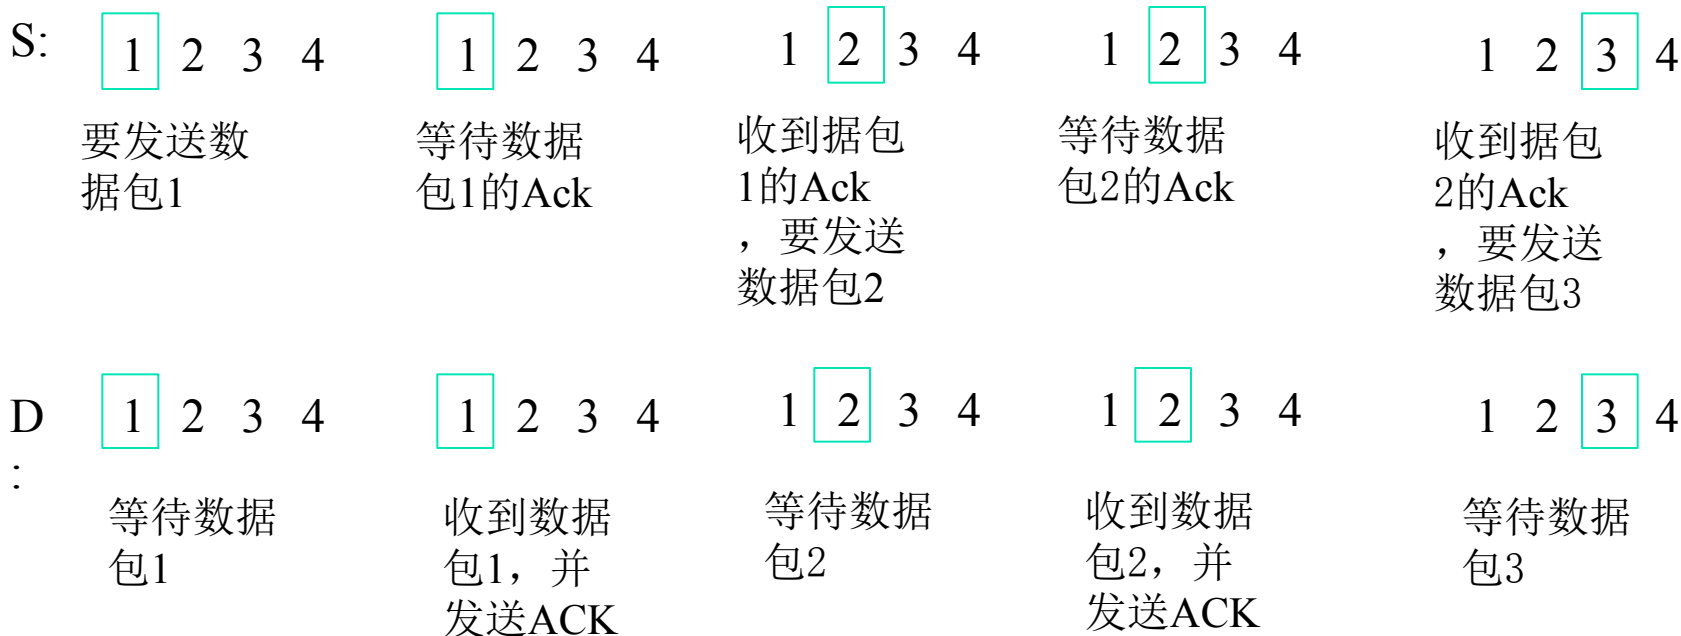 S:
1 2 3 4
1 2 3 4
1 2 3 4
1 2 3 4
1 2 3 4
要发送数
据包1
等待数据
包1的Ack
收到据包
1的Ack
，要发送
数据包2
等待数据
包2的Ack
收到据包
2的Ack
，要发送
数据包3
D
:
1 2 3 4
1 2 3 4
1 2 3 4
1 2 3 4
1 2 3 4
等待数据
包1
收到数据
包1，并
发送ACK
等待数据
包2
收到数据
包2，并
发送ACK
等待数据
包3